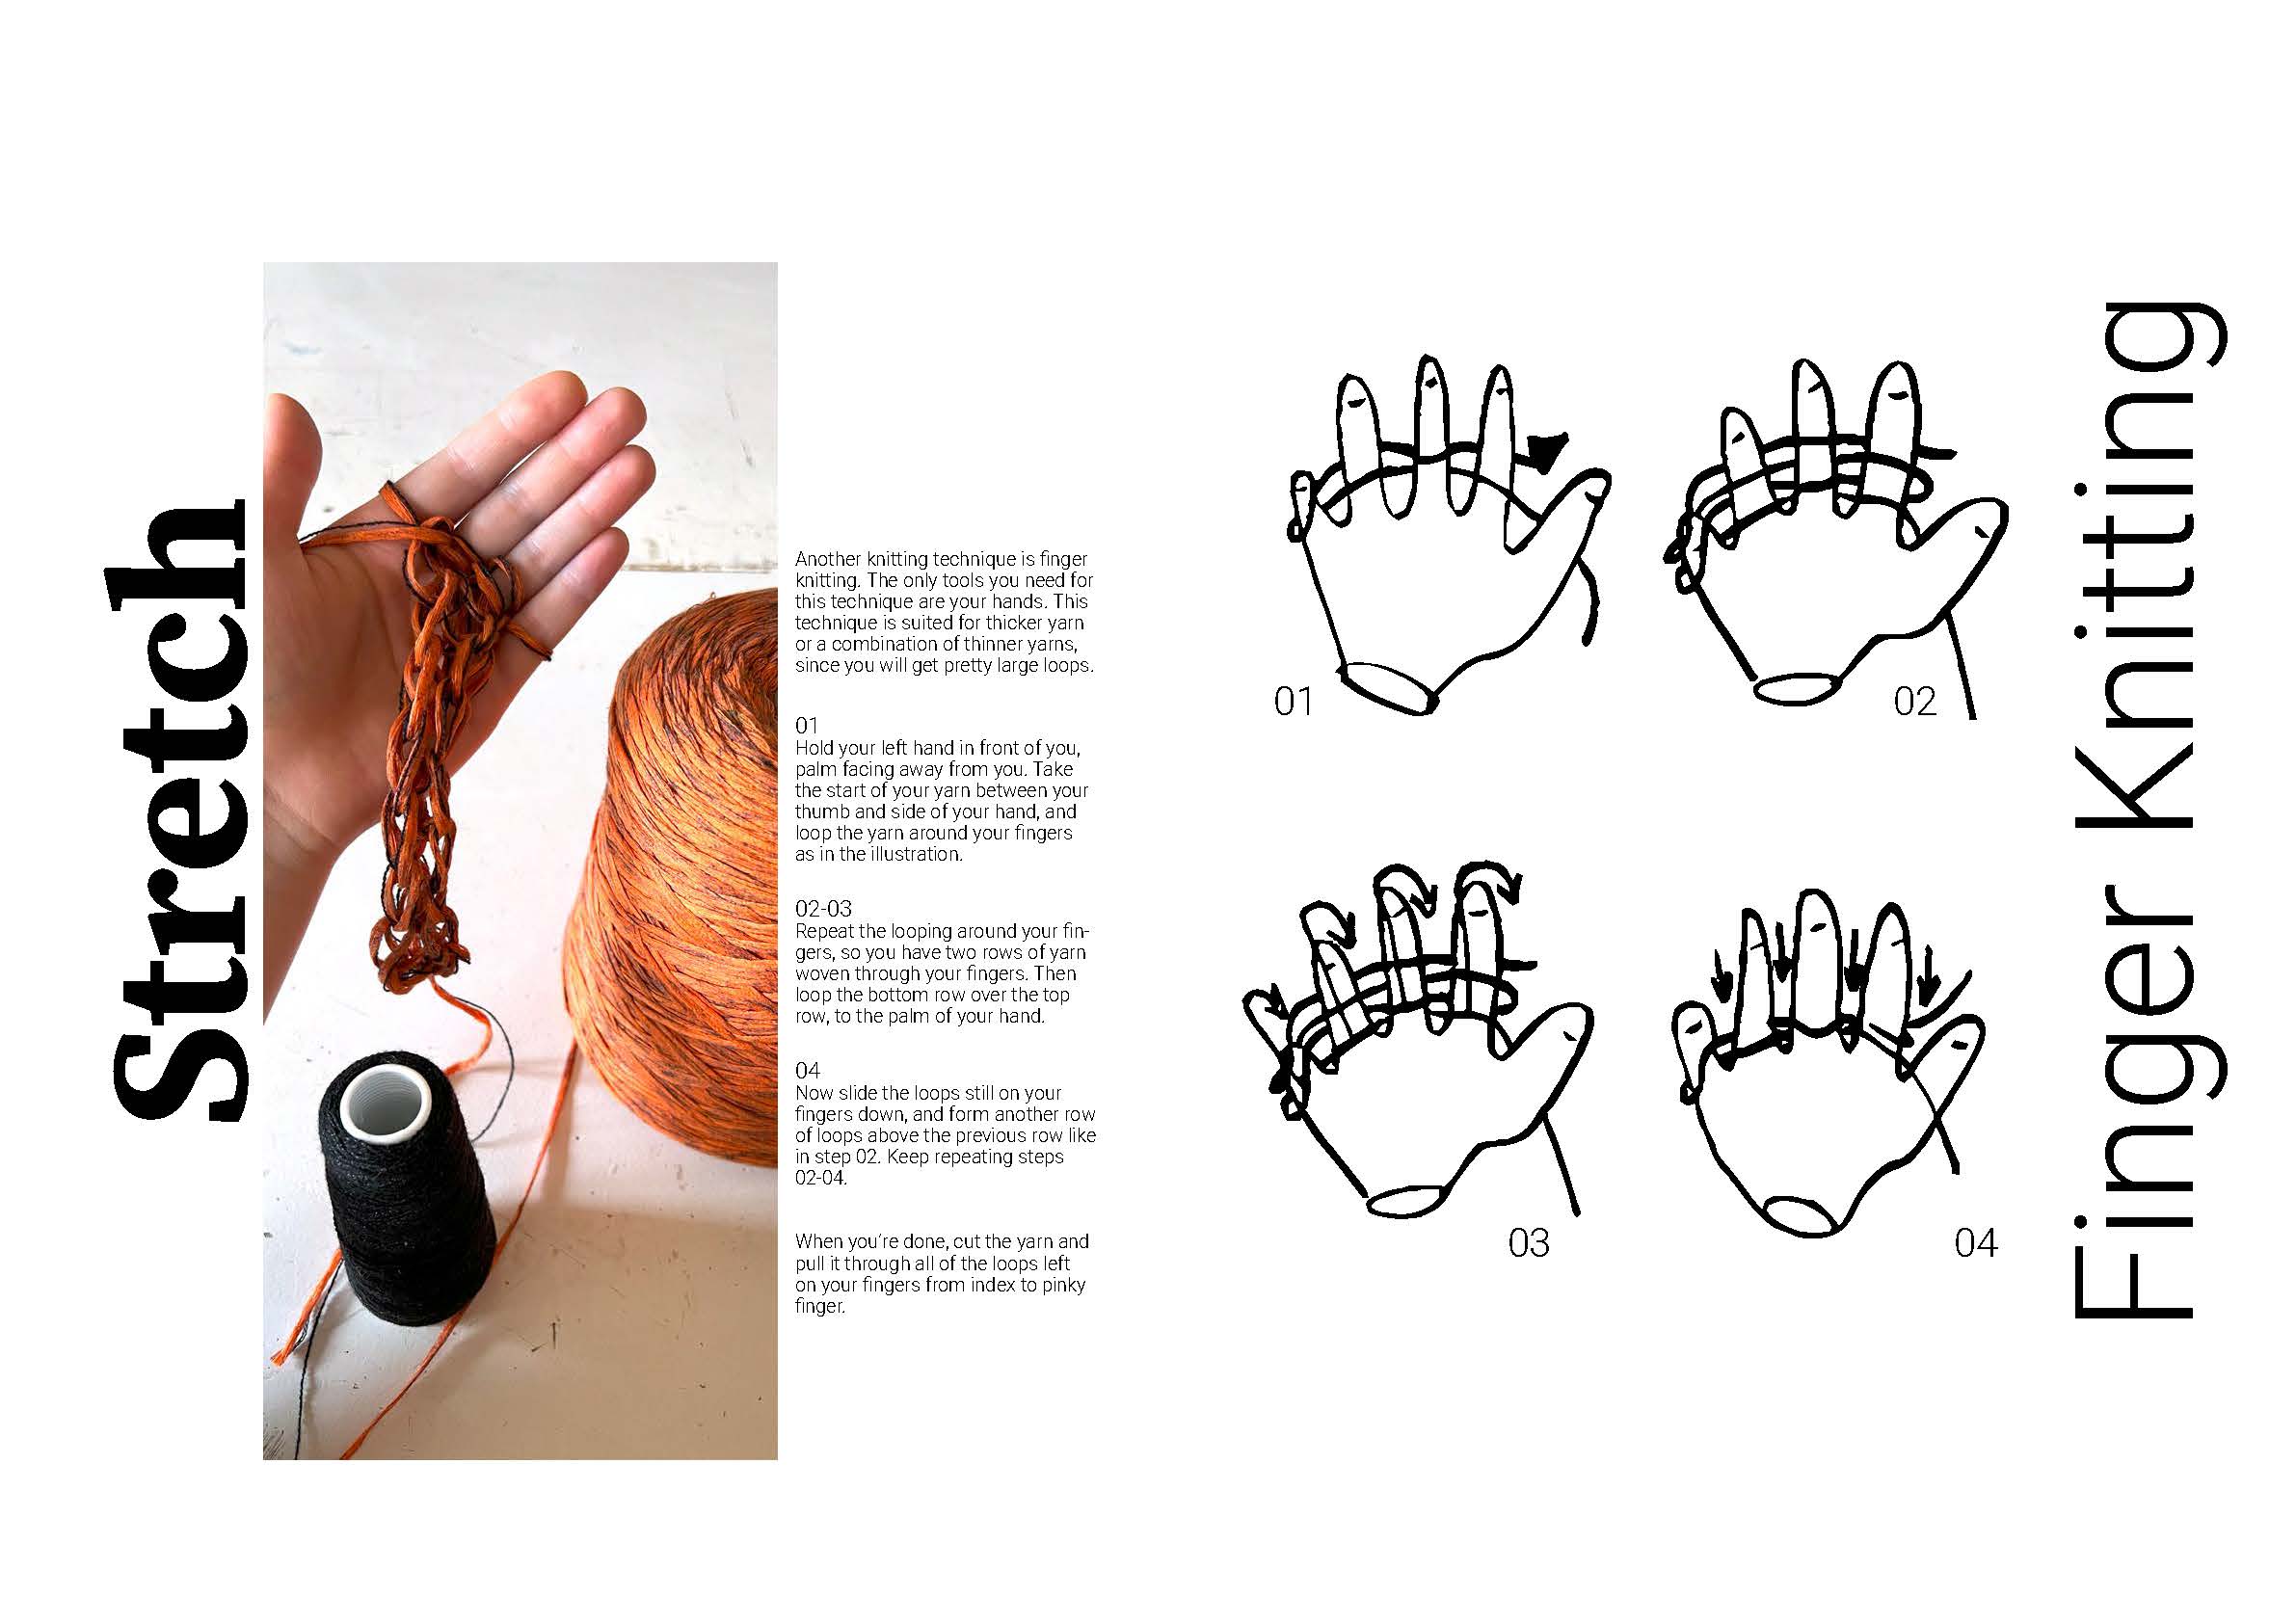 Stretch
Another knitting technique is finger
knitting. The only tools you need for
this technique are your hands. This
technique is suited for thicker yarn
or a combination of thinner yarns,
since you will get pretty large loops.
01
Hold your left hand in front of you,
palm facing away from you. Take
the start of your yarn between your
thumb and side of your hand, and
loop the yarn around your fingers
as in the illustration.
02-03
Repeat the looping around your fin-
gers, so you have two rows of yarn
woven through your fingers. Then
loop the bottom row over the top
row, to the palm of your hand.
04
Now slide the loops still on your
fingers down, and form another row
of loops above the previous row like
in step 02. Keep repeating steps
02-04.
When you’re done, cut the yarn and
pull it through all of the loops left
on your fingers from index to pinky
finger.
01
02
03
04
Finger Knitting